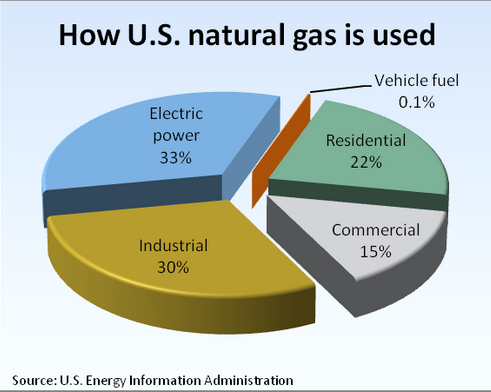 How U.S. natural gas is used
Vehicle fuel
0.1%
Electric
power
33%
Residential
22%
Commercial
15%
Industrial
30%
Source: U.S. Energy Information Administration